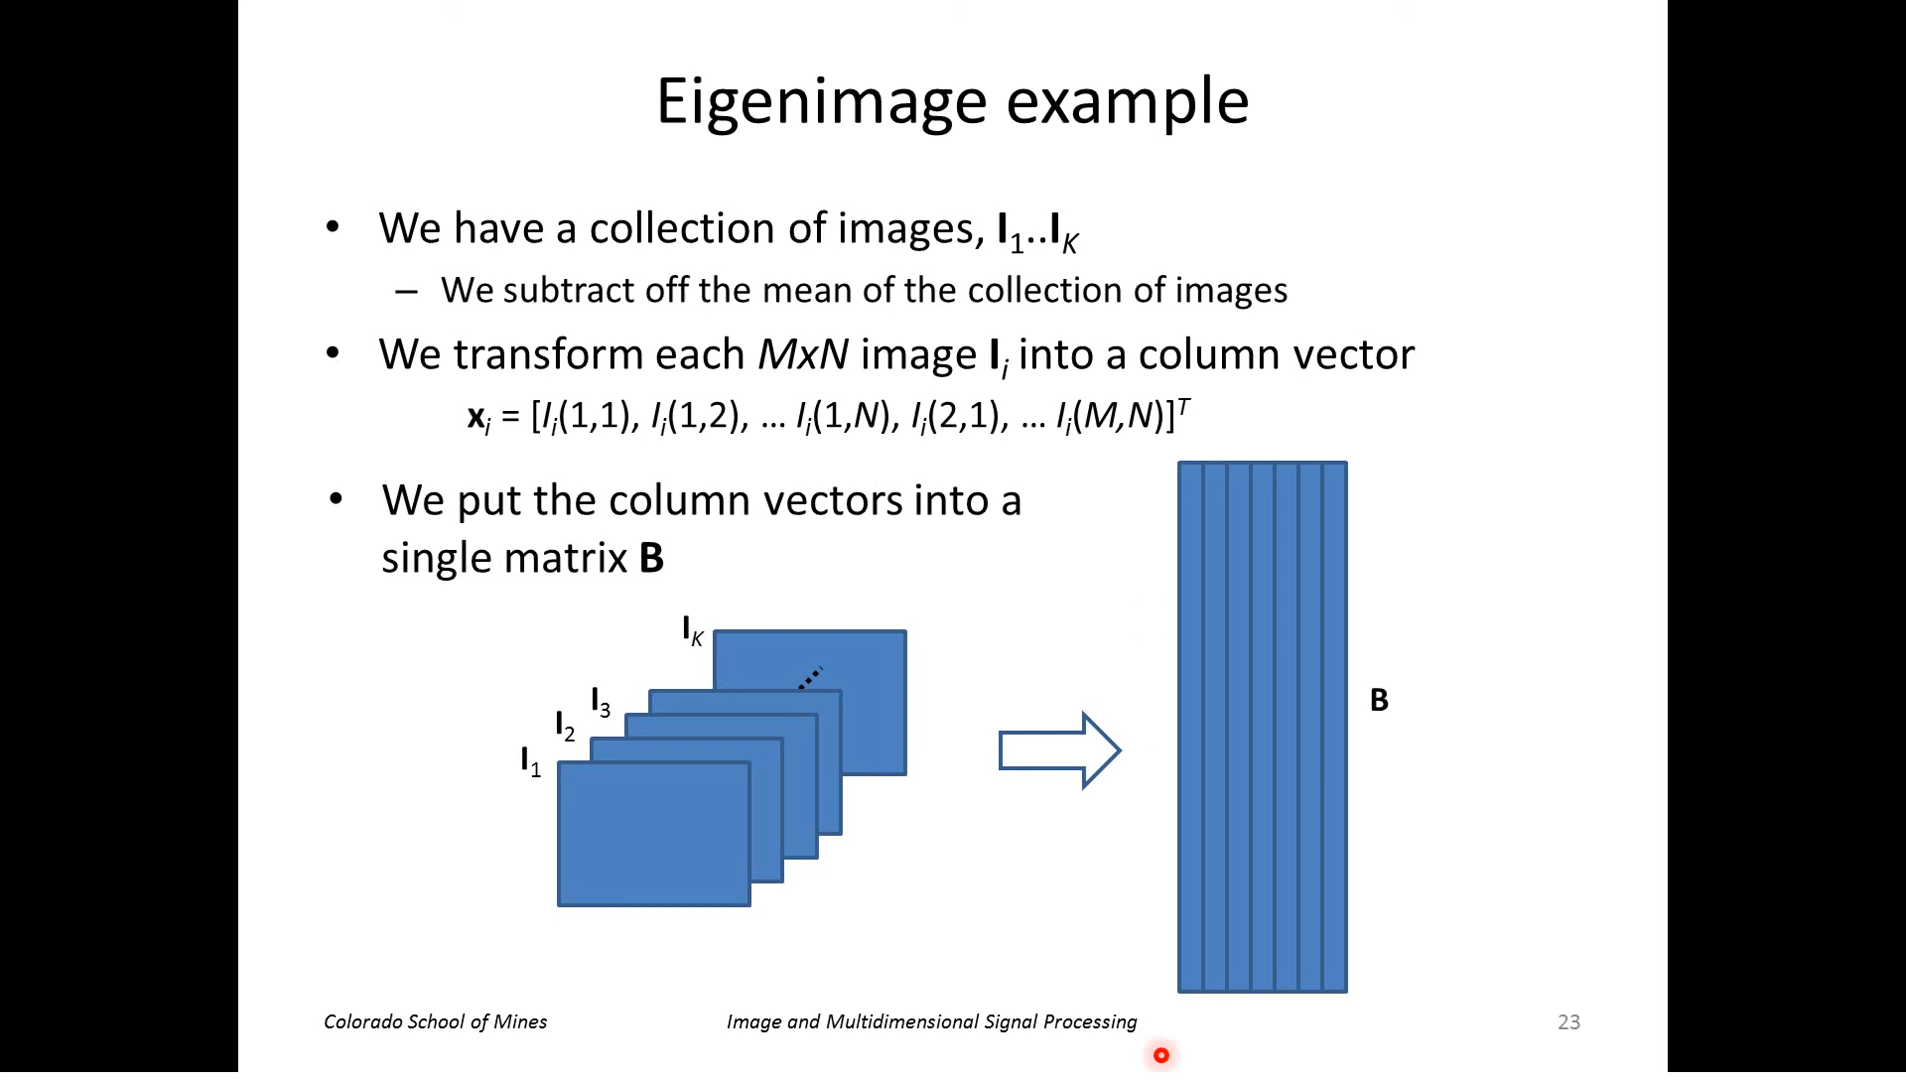 Eigenimage example
• We have a collection of images, I₁..I_K
– We subtract off the mean of the collection of images
• We transform each MxN image Iᵢ into a column vector
xᵢ = [Iᵢ(1,1), Iᵢ(1,2), … Iᵢ(1,N), Iᵢ(2,1), … Iᵢ(M,N)]ᵀ
• We put the column vectors into a
single matrix B
I_K
I₃
I₂
I₁
B
Colorado School of Mines
Image and Multidimensional Signal Processing
23